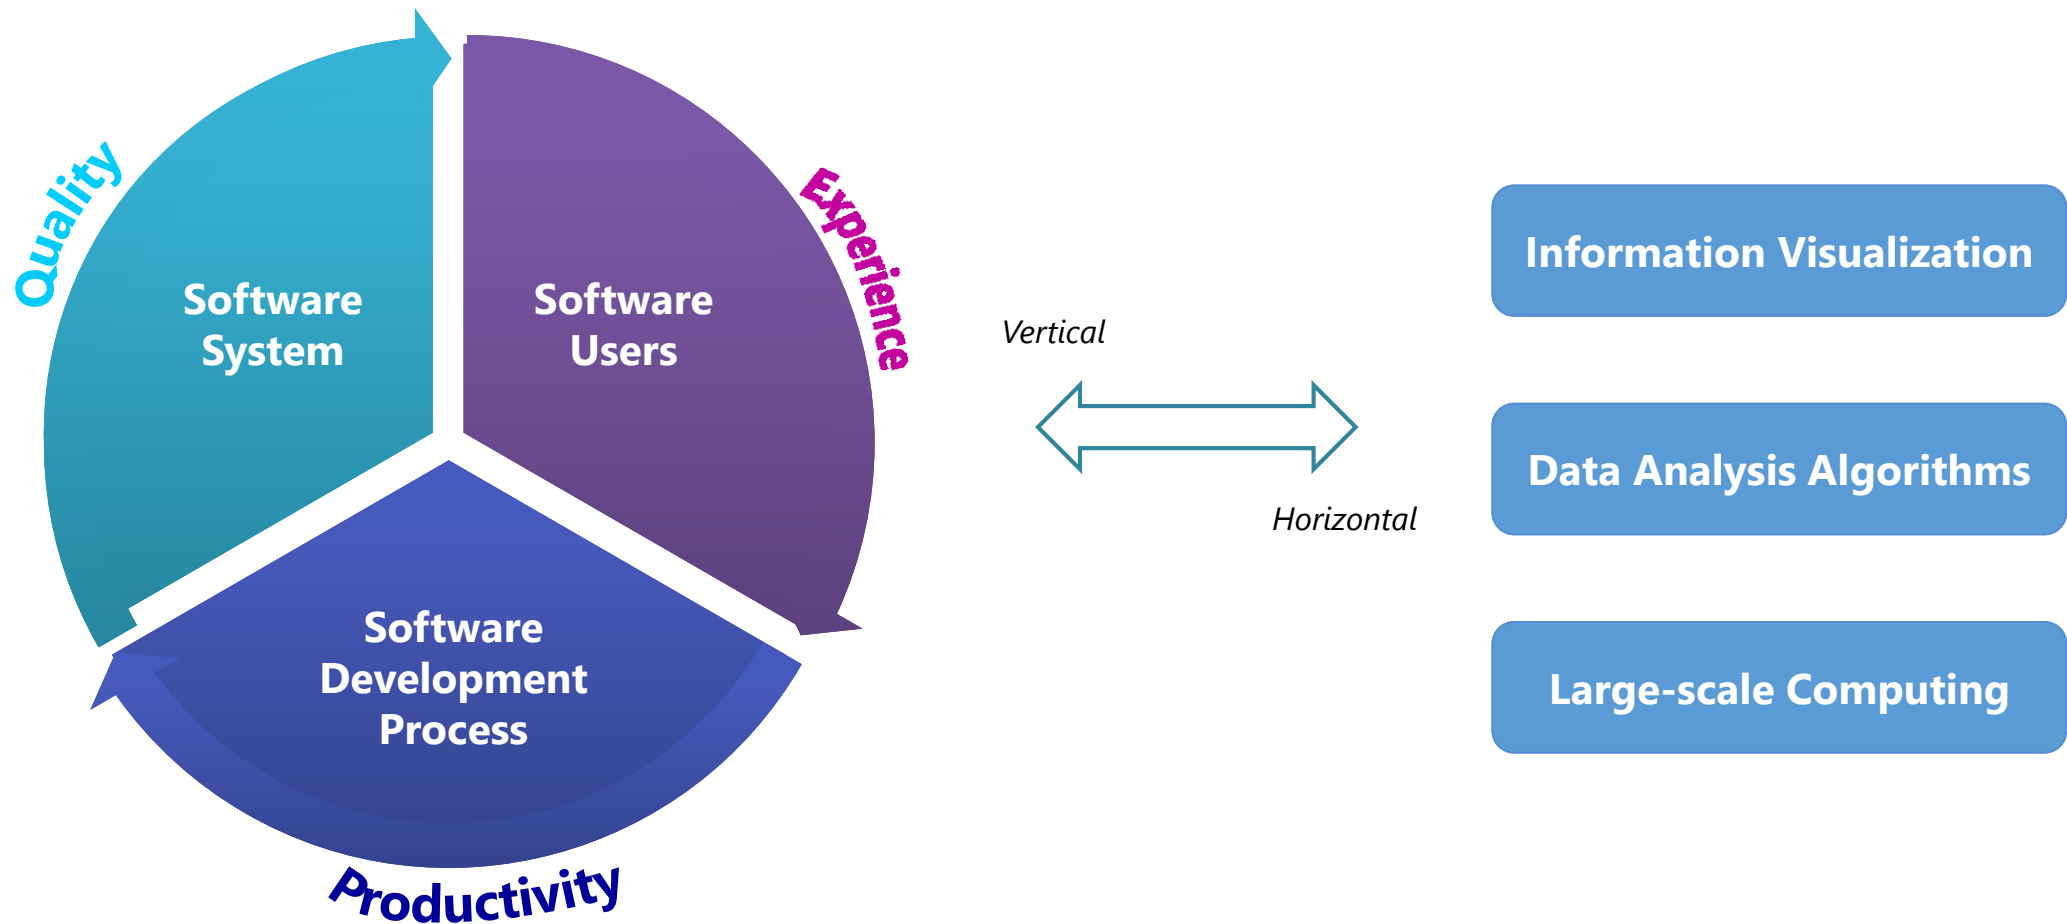 Quality
Software
System
Software
Users
Experience
Software
Development
Process
Productivity
Vertical
Horizontal
Information Visualization
Data Analysis Algorithms
Large-scale Computing